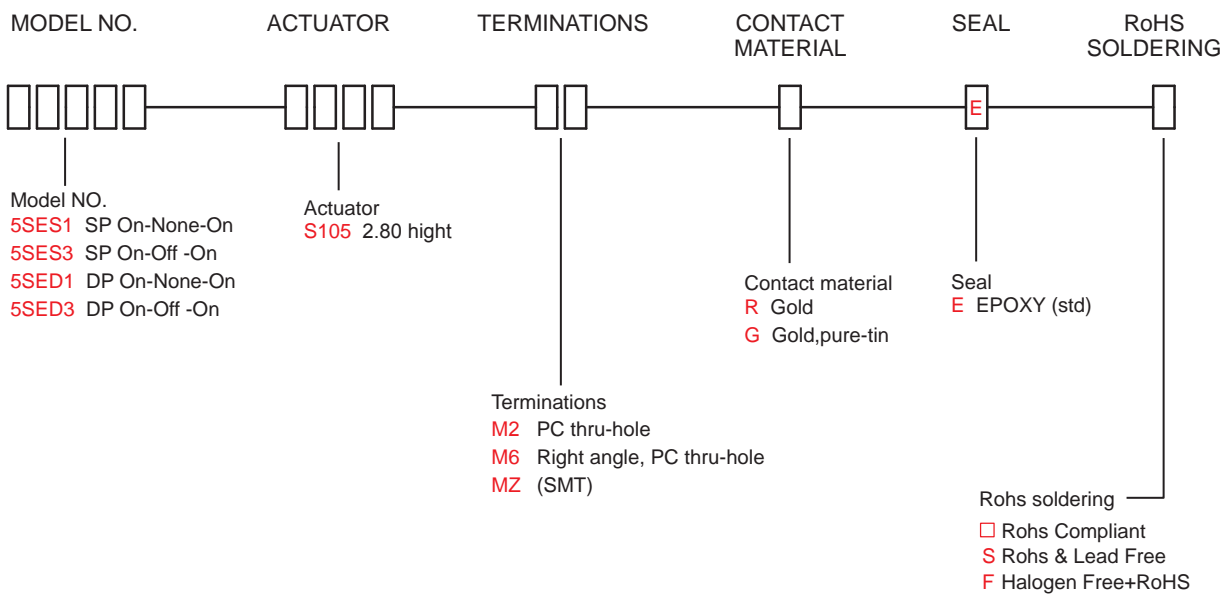 MODEL NO.
ACTUATOR
TERMINATIONS
CONTACT
MATERIAL
SEAL
RoHS
SOLDERING
E
Model NO.
5SES1 SP On-None-On
5SES3 SP On-Off -On
5SED1 DP On-None-On
5SED3 DP On-Off -On
Actuator
S105 2.80 hight
Terminations
M2 PC thru-hole
M6 Right angle, PC thru-hole
MZ (SMT)
Contact material
R Gold
G Gold,pure-tin
Seal
E EPOXY (std)
Rohs soldering
□ Rohs Compliant
S Rohs & Lead Free
F Halogen Free+RoHS